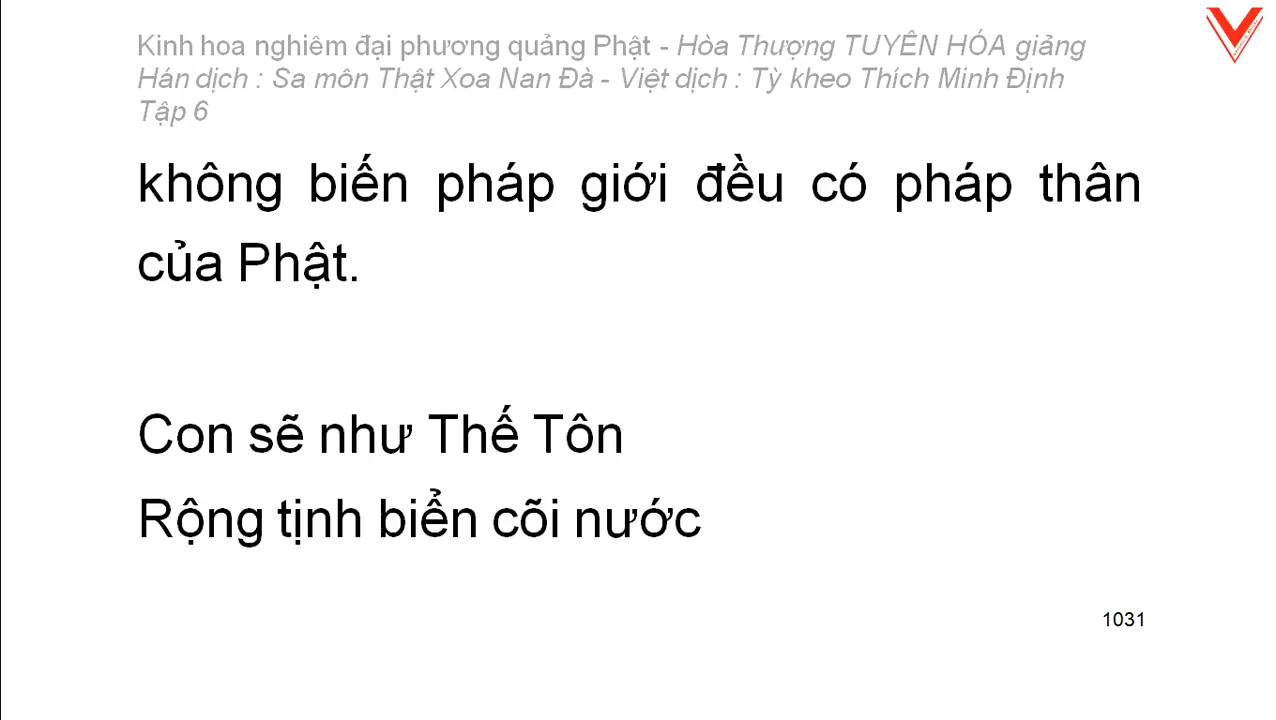 Kinh hoa nghiêm đại phương quảng Phật - Hòa Thượng TUYÊN HÓA giảng
Hán dịch : Sa môn Thật Xoa Nan Đà - Việt dịch : Tỳ kheo Thích Minh Định
Tập 6
không biến pháp giới đều có pháp thân
của Phật.
Con sẽ như Thế Tôn
Rộng tịnh biển cõi nước
1031